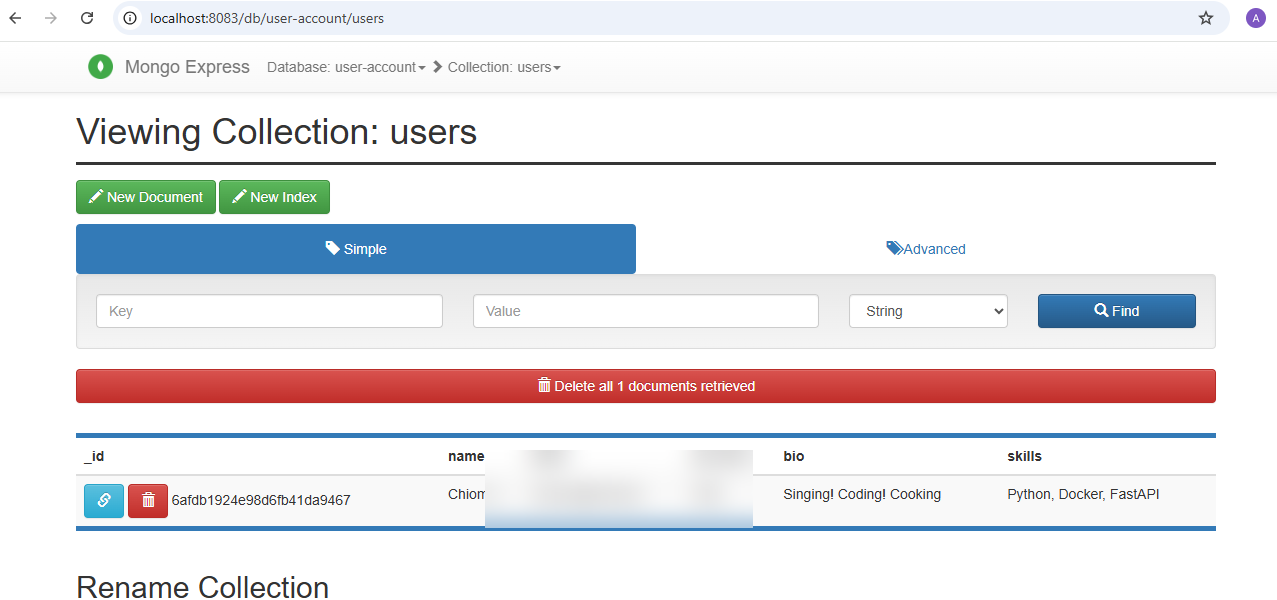 localhost:8083/db/user-account/users
A
Mongo Express Database: user-account Collection: users
Viewing Collection: users
New Document New Index
Simple Advanced
Key Value String Find
Delete all 1 documents retrieved
_id name bio skills
6afdb1924e98d6fb41da9467 Singing! Coding! Cooking Python, Docker, FastAPI
Rename Collection